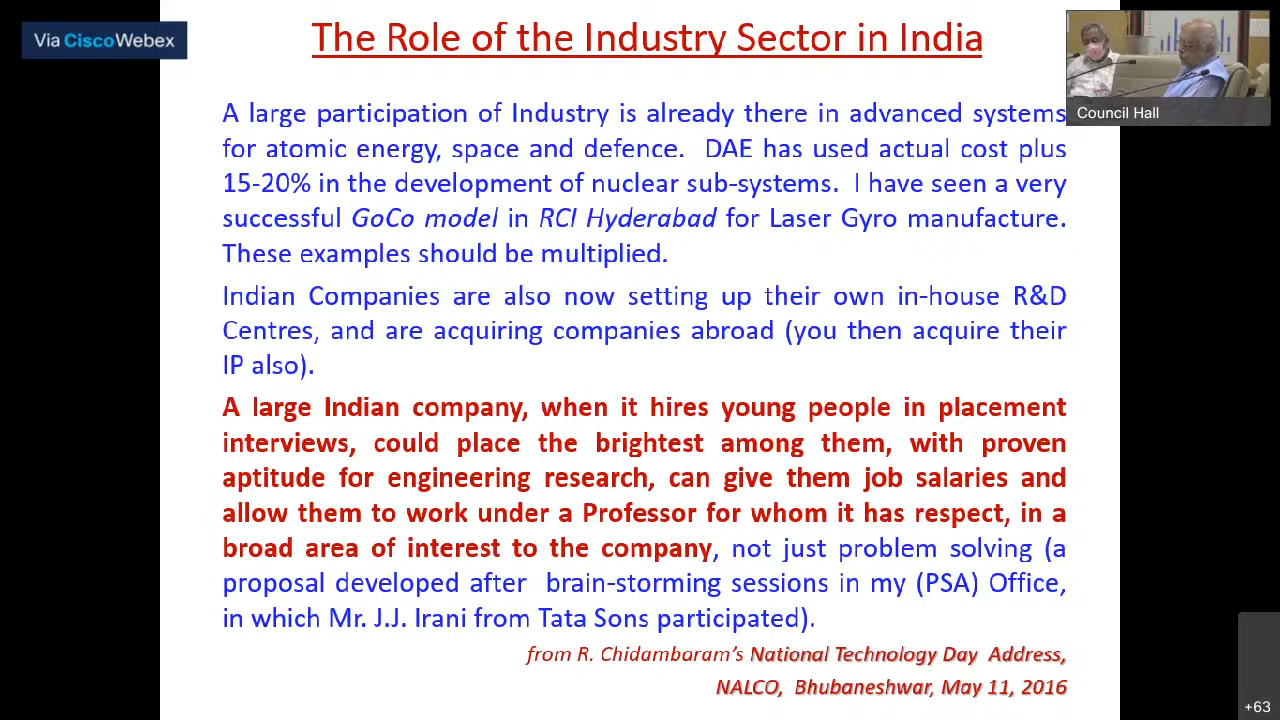 Via CiscoWebex
The Role of the Industry Sector in India
Council Hall
A large participation of Industry is already there in advanced systems
for atomic energy, space and defence. DAE has used actual cost plus
15-20% in the development of nuclear sub-systems. I have seen a very
successful GoCo model in RCI Hyderabad for Laser Gyro manufacture.
These examples should be multiplied.
Indian Companies are also now setting up their own in-house R&D
Centres, and are acquiring companies abroad (you then acquire their
IP also).
A large Indian company, when it hires young people in placement
interviews, could place the brightest among them, with proven
aptitude for engineering research, can give them job salaries and
allow them to work under a Professor for whom it has respect, in a
broad area of interest to the company, not just problem solving (a
proposal developed after brain-storming sessions in my (PSA) Office,
in which Mr. J.J. Irani from Tata Sons participated).
from R. Chidambaram's National Technology Day Address,
NALCO, Bhubaneshwar, May 11, 2016
+63